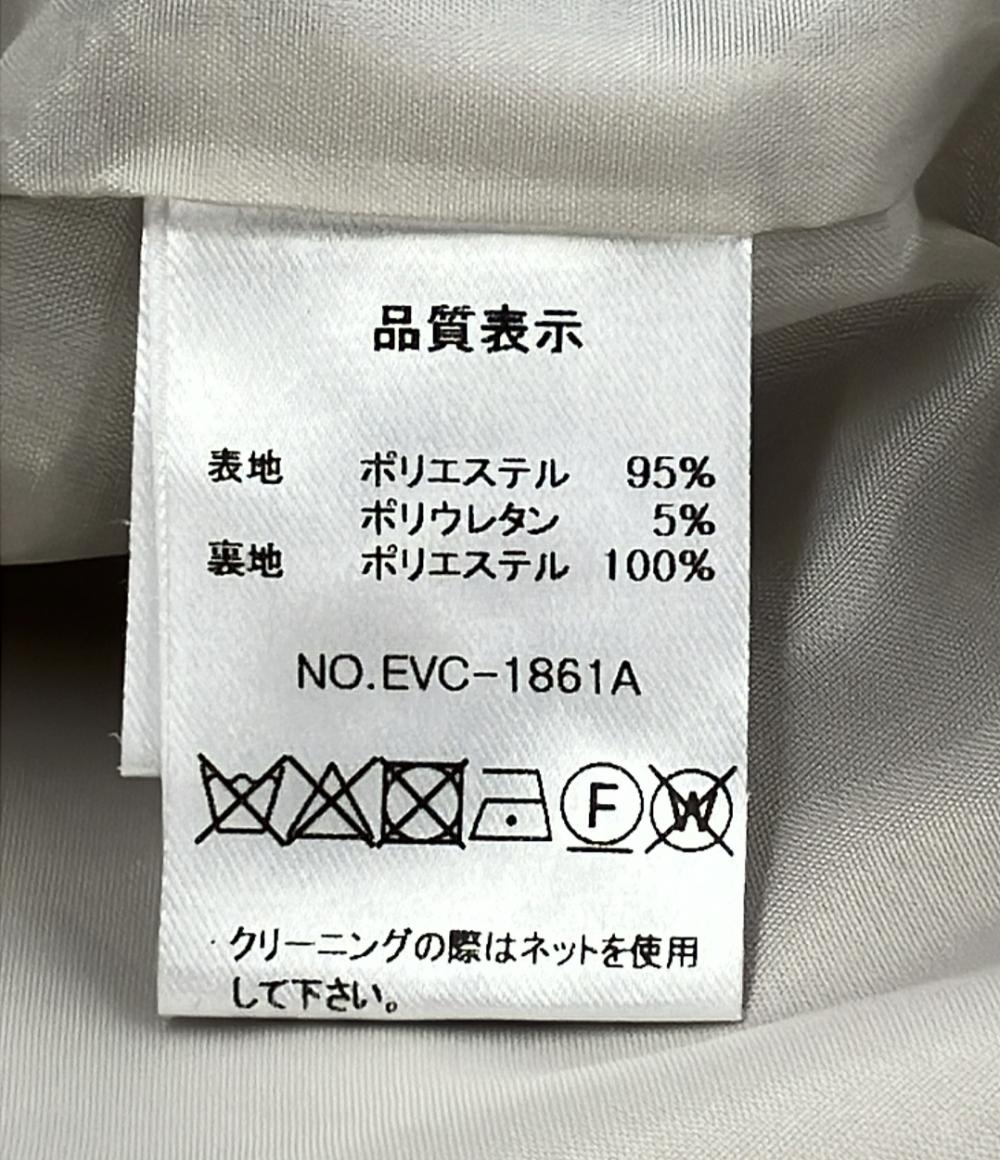 品質表示
表地 ポリエステル 95%
ポリウレタン 5%
裏地 ポリエステル 100%
NO.EVC-1861A
F W
・クリーニングの際はネットを使用
して下さい。